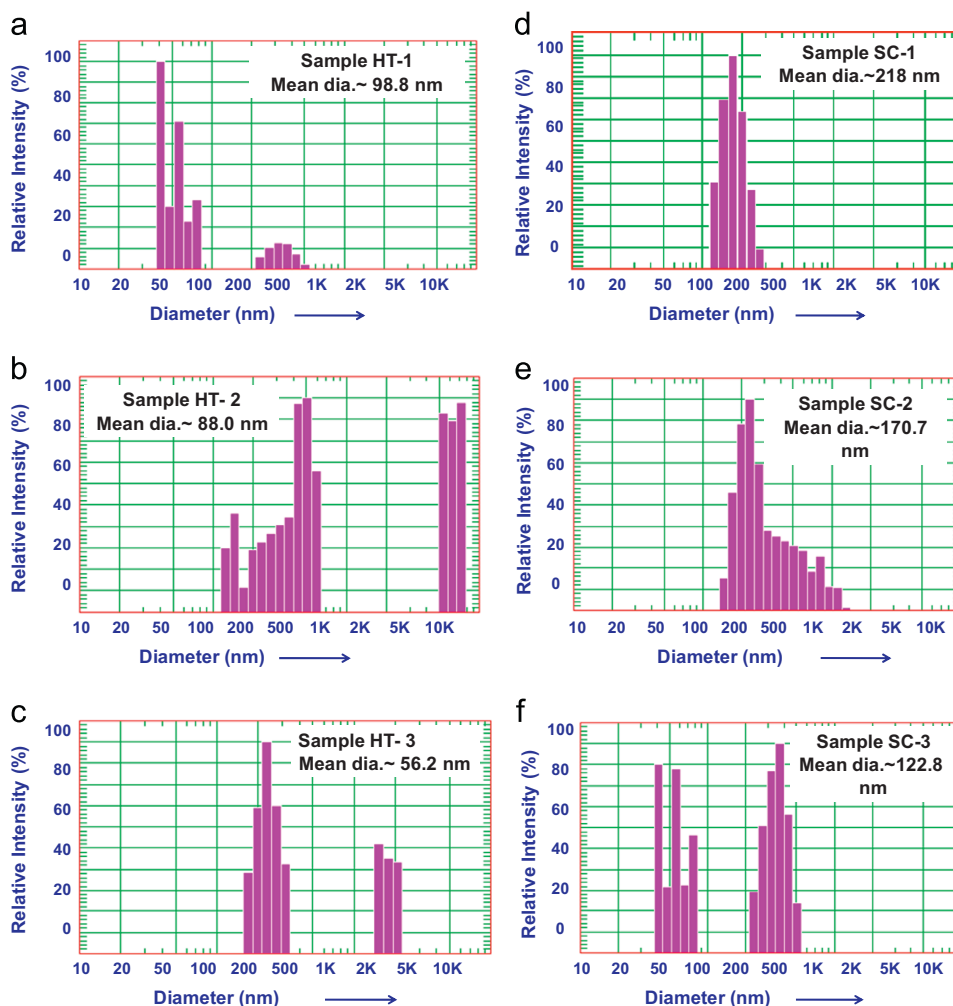 a
Relative Intensity (%)
100
80
60
40
20
0
Sample HT-1
Mean dia.~ 98.8 nm
10 20 50 100 200 500 1K 2K 5K 10K
Diameter (nm)
d
Relative Intensity (%)
100
80
60
40
20
0
Sample SC-1
Mean dia.~218 nm
10 20 50 100 200 500 1K 2K 5K 10K
Diameter (nm)
b
Relative Intensity (%)
100
80
60
40
20
0
Sample HT- 2
Mean dia.~ 88.0 nm
10 20 50 100 200 500 1K 2K 5K 10K
Diameter (nm)
e
Relative Intensity (%)
100
80
60
40
20
0
Sample SC-2
Mean dia.~170.7
nm
10 20 50 100 200 500 1K 2K 5K 10K
Diameter (nm)
c
Relative Intensity (%)
100
80
60
40
20
0
Sample HT- 3
Mean dia.~ 56.2 nm
10 20 50 100 200 500 1K 2K 5K 10K
Diameter (nm)
f
Relative Intensity (%)
100
80
60
40
20
0
Sample SC-3
Mean dia.~122.8
nm
10 20 50 100 200 500 1K 2K 5K 10K
Diameter (nm)